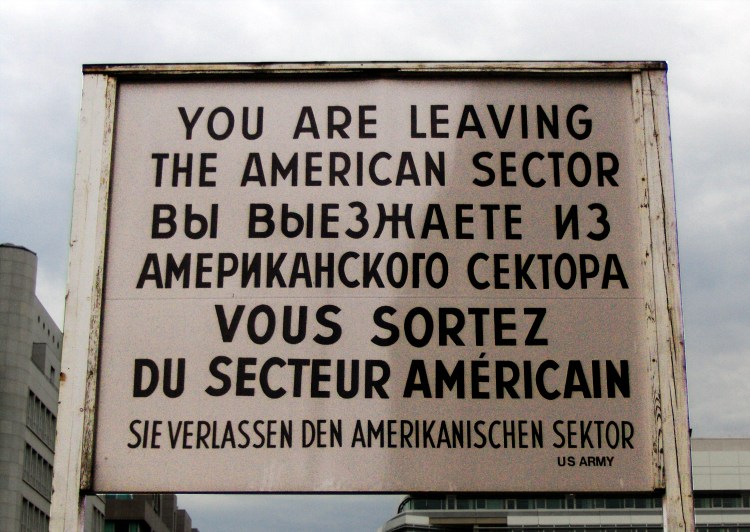 YOU ARE LEAVING
THE AMERICAN SECTOR
ВЫ ВЫЕЗЖАЕТЕ ИЗ
АМЕРИКАНСКОГО СЕКТОРА
VOUS SORTEZ
DU SECTEUR AMÉRICAIN
SIE VERLASSEN DEN AMERIKANISCHEN SEKTOR
US ARMY